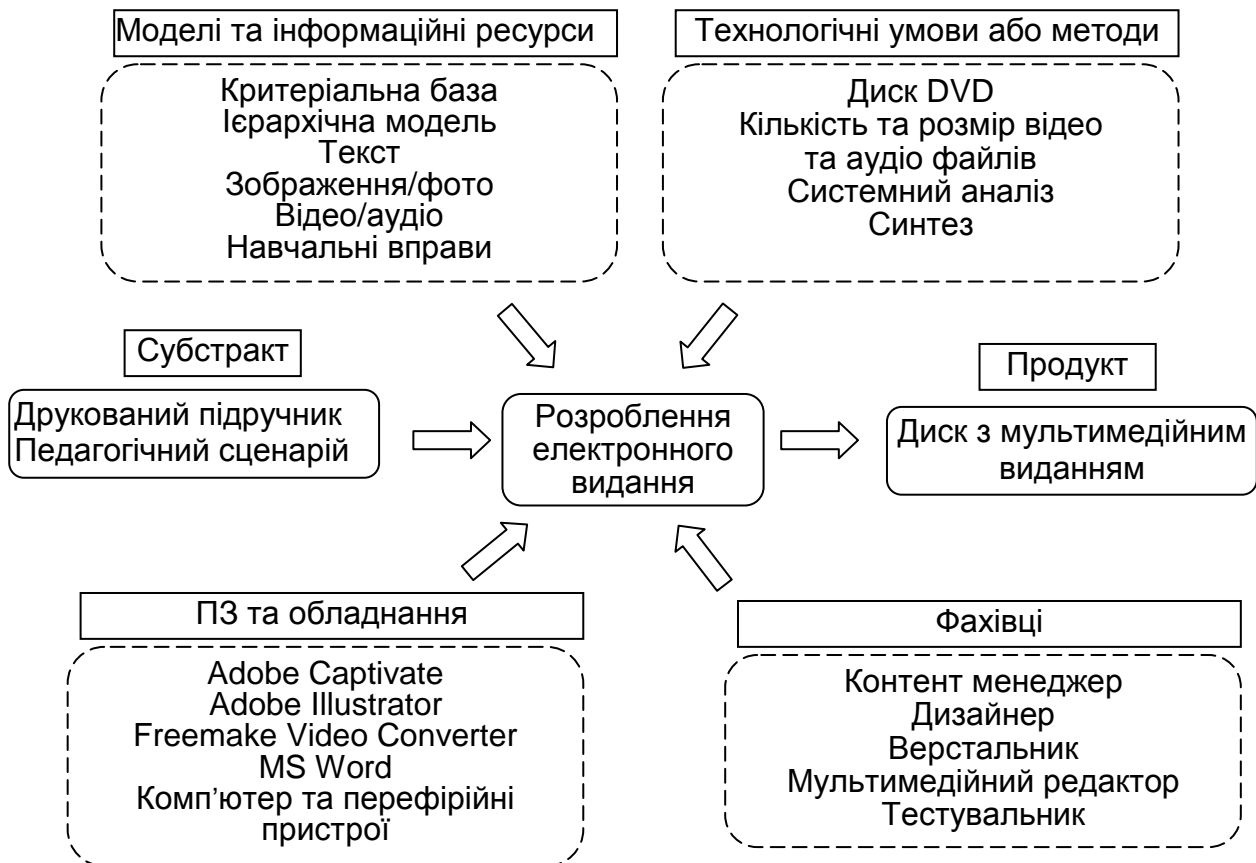 Моделі та інформаційні ресурси
Критеріальна база
Ієрархічна модель
Текст
Зображення/фото
Відео/аудіо
Навчальні вправи
Технологічні умови або методи
Диск DVD
Кількість та розмір відео
та аудіо файлів
Системний аналіз
Синтез
Субстракт
Друкований підручник
Педагогічний сценарій
Розроблення
електронного
видання
Продукт
Диск з мультимедійним
виданням
ПЗ та обладнання
Adobe Captivate
Adobe Illustrator
Freemake Video Converter
MS Word
Комп’ютер та перефірійні
пристрої
Фахівці
Контент менеджер
Дизайнер
Верстальник
Мультимедійний редактор
Тестувальник